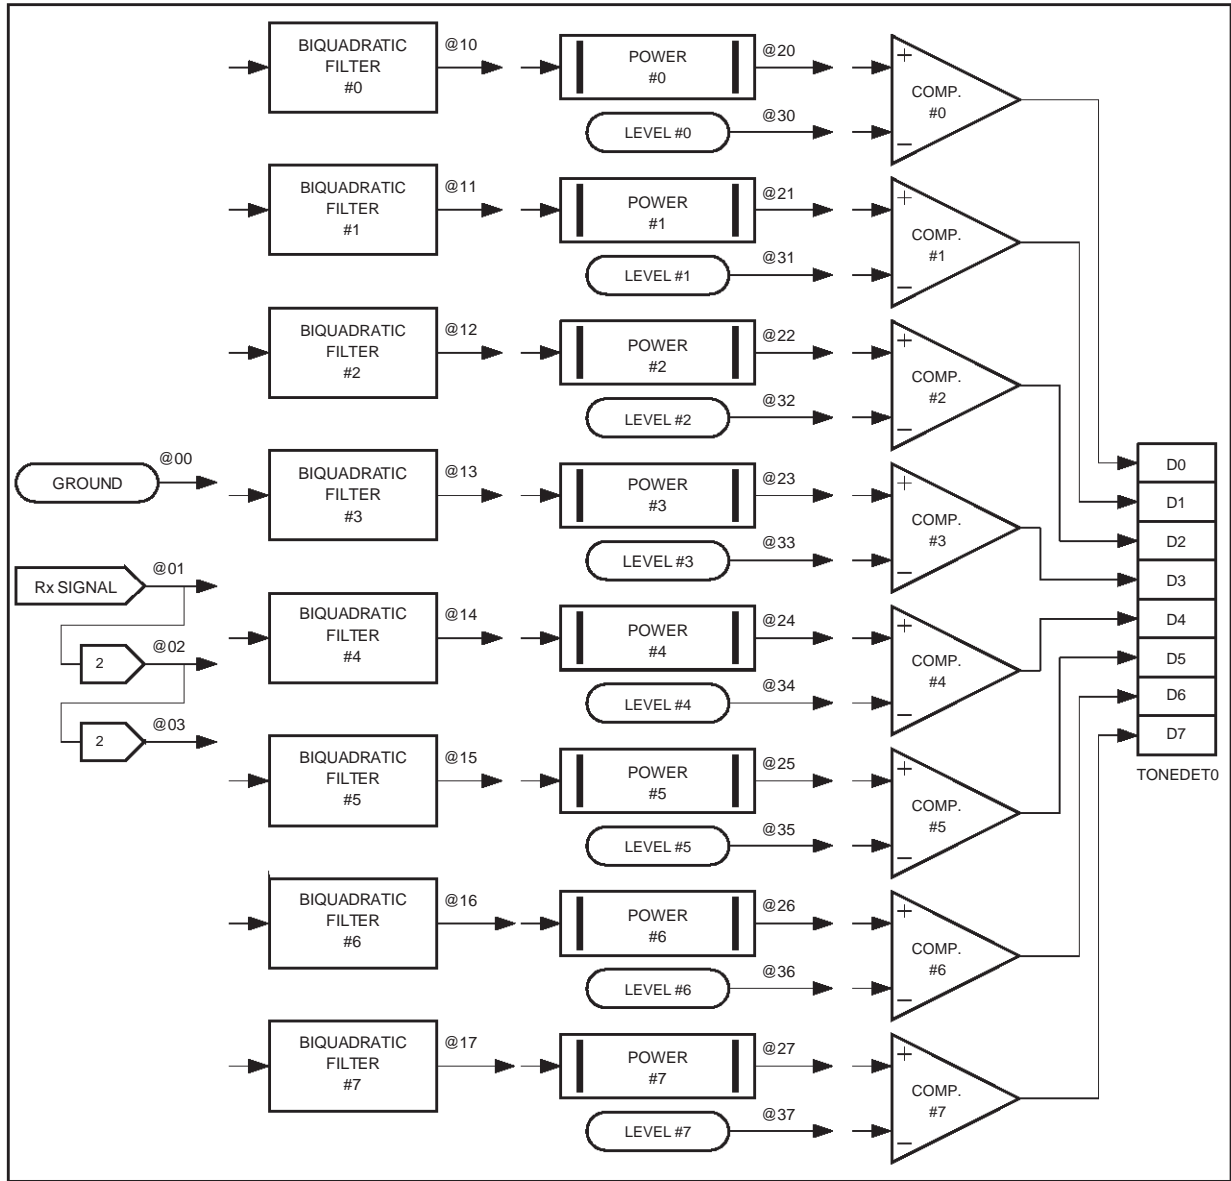 BIQUADRATIC
FILTER
#0
@10
POWER
#0
@20
LEVEL #0
@30
+
−
COMP.
#0
BIQUADRATIC
FILTER
#1
@11
POWER
#1
@21
LEVEL #1
@31
+
−
COMP.
#1
BIQUADRATIC
FILTER
#2
@12
POWER
#2
@22
LEVEL #2
@32
+
−
COMP.
#2
GROUND
@00
BIQUADRATIC
FILTER
#3
@13
POWER
#3
@23
LEVEL #3
@33
+
−
COMP.
#3
Rx SIGNAL
@01
2
@02
2
@03
BIQUADRATIC
FILTER
#4
@14
POWER
#4
@24
LEVEL #4
@34
+
−
COMP.
#4
BIQUADRATIC
FILTER
#5
@15
POWER
#5
@25
LEVEL #5
@35
+
−
COMP.
#5
BIQUADRATIC
FILTER
#6
@16
POWER
#6
@26
LEVEL #6
@36
+
−
COMP.
#6
BIQUADRATIC
FILTER
#7
@17
POWER
#7
@27
LEVEL #7
@37
+
−
COMP.
#7
D0
D1
D2
D3
D4
D5
D6
D7
TONEDET0